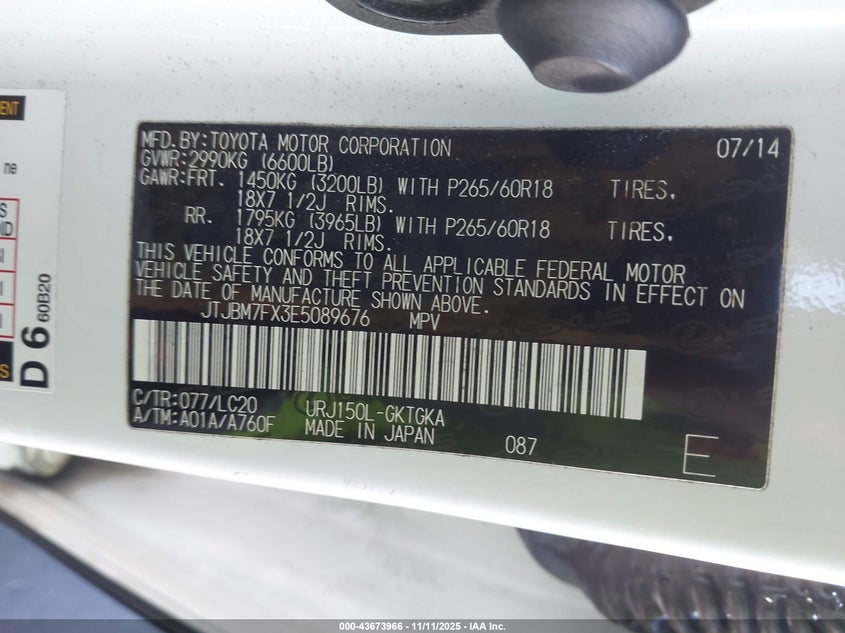 MFD.BY:TOYOTA MOTOR CORPORATION 07/14
GVWR:2990KG (6600LB)
GAWR:FRT. 1450KG (3200LB) WITH P265/60R18 TIRES,
18X7 1/2J RIMS.
RR. 1795KG (3965LB) WITH P265/60R18 TIRES,
18X7 1/2J RIMS.
THIS VEHICLE CONFORMS TO ALL APPLICABLE FEDERAL MOTOR
VEHICLE SAFETY AND THEFT PREVENTION STANDARDS IN EFFECT ON
THE DATE OF MANUFACTURE SHOWN ABOVE.
JTJBM7FX3E5089676 MPV
C/TR:077/LC20 URJ150L-GKTGKA
A/TM:A01A/A760F MADE IN JAPAN 087 E
D 6 60B20
000-43673966 - 11/11/2025 - IAA Inc.